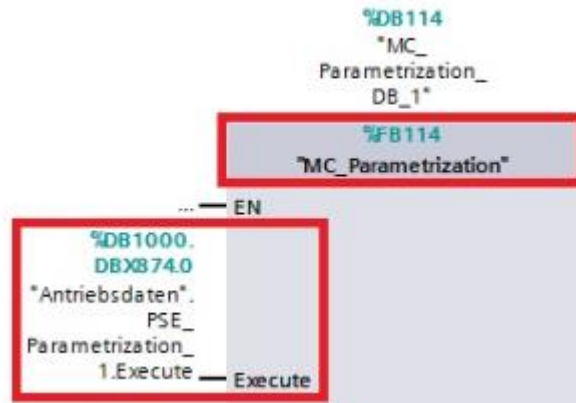 %DB114
"MC_
Parametrization_
DB_1"
%FB114
"MC_Parametrization"
... EN
%DB1000.
DBX874.0
"Antriebsdaten".
PSE_
Parametrization_
1.Execute Execute